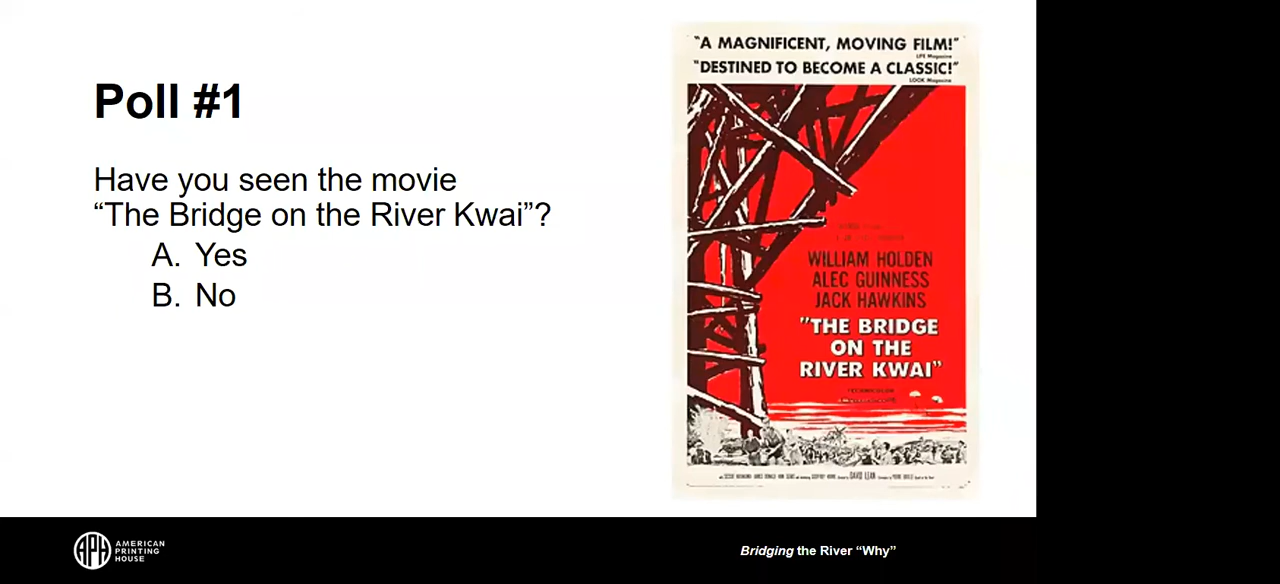 Poll #1
Have you seen the movie
“The Bridge on the River Kwai”?
A. Yes
B. No
"A MAGNIFICENT, MOVING FILM!"
LIFE Magazine
"DESTINED TO BECOME A CLASSIC!"
LOOK Magazine
WILLIAM HOLDEN
ALEC GUINNESS
JACK HAWKINS
"THE BRIDGE
ON THE
RIVER KWAI"
TECHNICOLOR
DAVID LEAN
APH
AMERICAN
PRINTING
HOUSE
Bridging the River “Why”